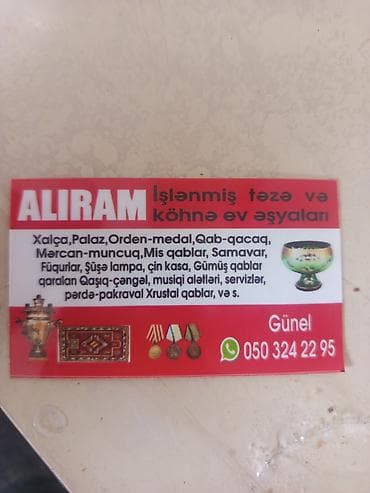 ALIRAM
İşlənmiş təzə və
köhnə ev əşyaları
Xalça,Palaz,Orden-medal,Qab-qacaq,
Mərcan-muncuq,Mis qablar, Samavar,
Füqurlar, Şüşə lampa, çin kasa, Gümüş qablar
qaralan Qaşıq-çəngəl, musiqi alətləri, servizlər,
pərdə-pakraval Xrustal qablar, və s.
Günel
050 324 22 95